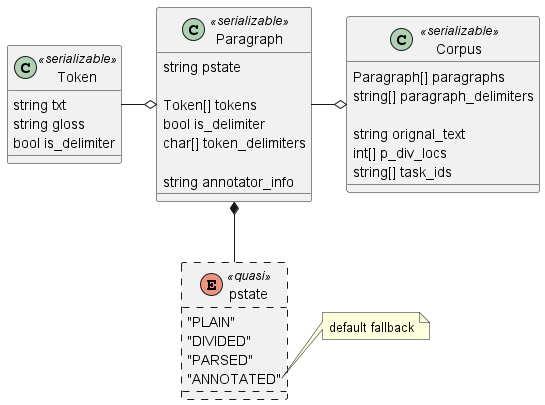 C «serializable»
Token
string txt
string gloss
bool is_delimiter
C «serializable»
Paragraph
string pstate
Token[] tokens
bool is_delimiter
char[] token_delimiters
string annotator_info
C «serializable»
Corpus
Paragraph[] paragraphs
string[] paragraph_delimiters
string orignal_text
int[] p_div_locs
string[] task_ids
E «quasi»
pstate
"PLAIN"
"DIVIDED"
"PARSED"
"ANNOTATED"
default fallback